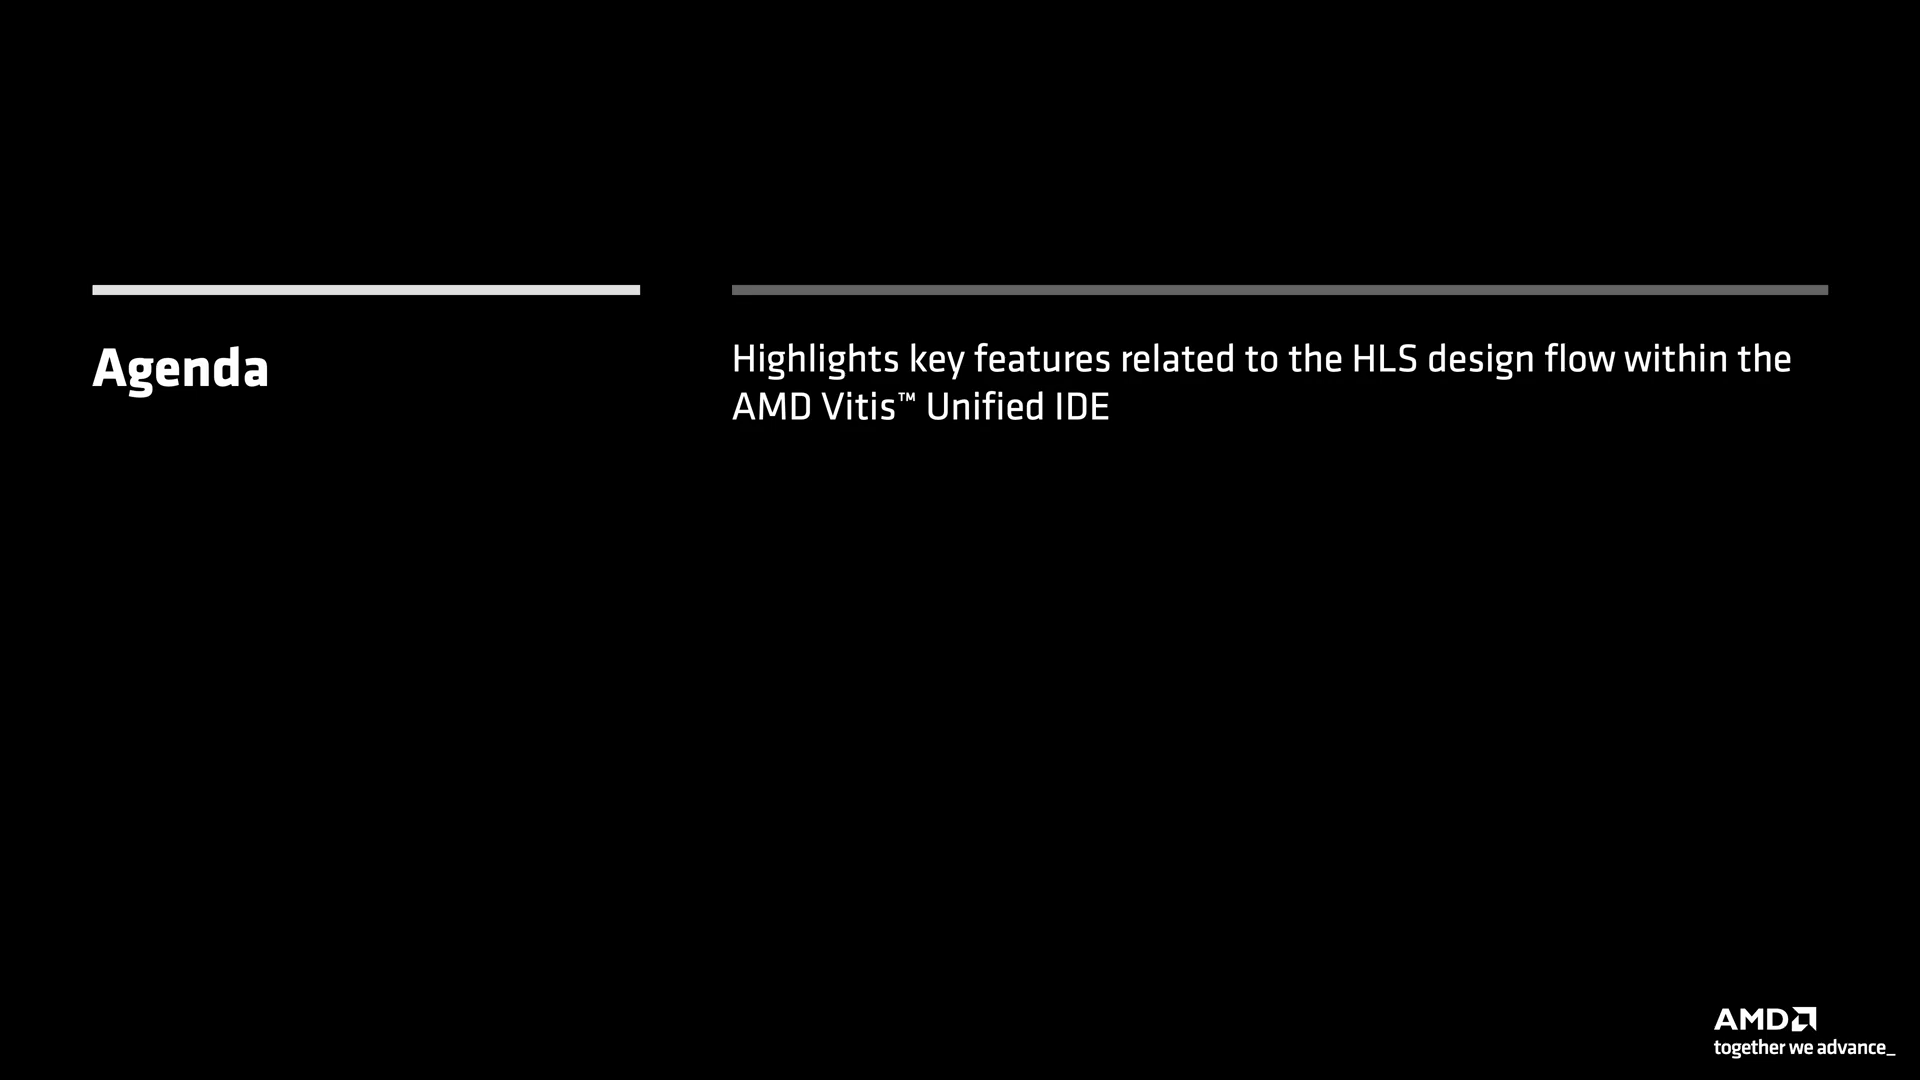 Agenda
Highlights key features related to the HLS design flow within the
AMD Vitis™ Unified IDE
AMD
together we advance_